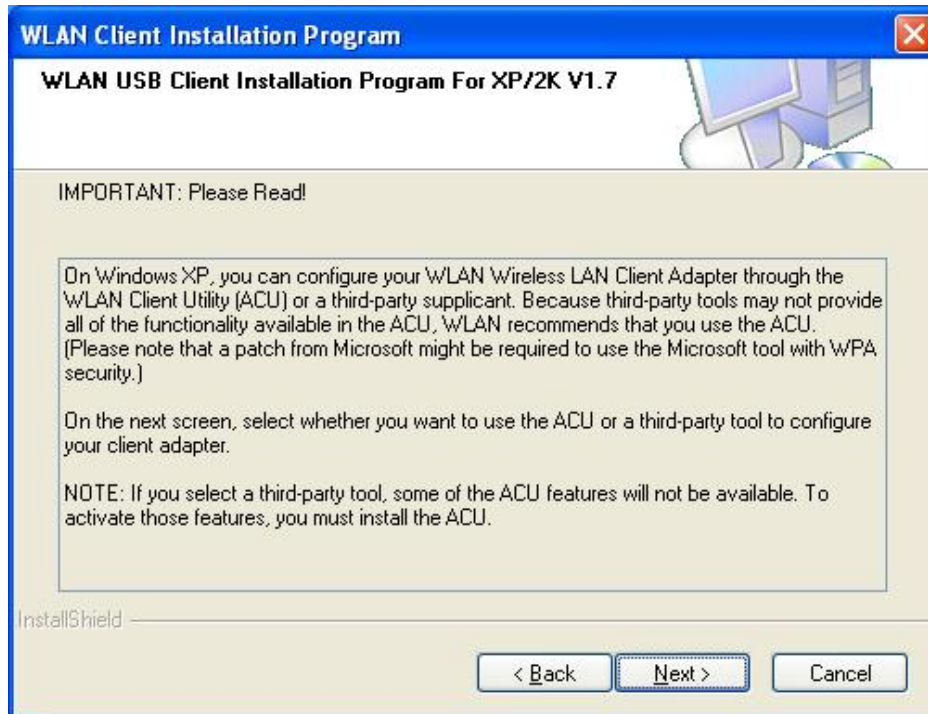 WLAN Client Installation Program
WLAN USB Client Installation Program For XP/2K V1.7
IMPORTANT: Please Read!
On Windows XP, you can configure your WLAN Wireless LAN Client Adapter through the
WLAN Client Utility (ACU) or a third-party supplicant. Because third-party tools may not provide
all of the functionality available in the ACU, WLAN recommends that you use the ACU.
(Please note that a patch from Microsoft might be required to use the Microsoft tool with WPA
security.)
On the next screen, select whether you want to use the ACU or a third-party tool to configure
your client adapter.
NOTE: If you select a third-party tool, some of the ACU features will not be available. To
activate those features, you must install the ACU.
InstallShield
< Back
Next >
Cancel